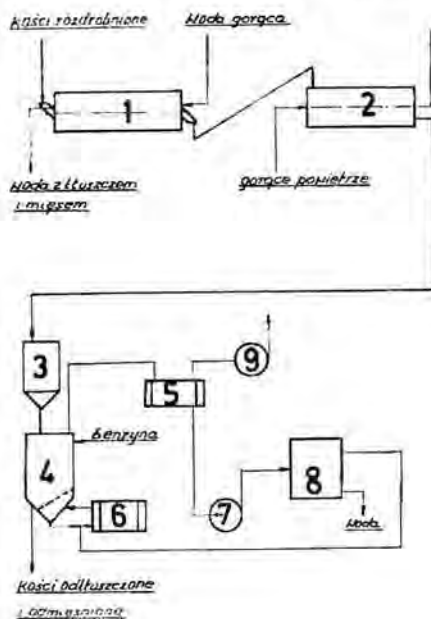 Kości rozdrobnione
Woda gorąca
1
2
Woda z tłuszczem
i mięsem
gorące powietrze
3
9
5
Benzyna
4
8
6
7
Woda
Kości odtłuszczone
i odmięsnione